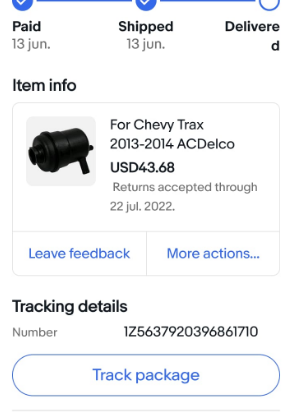 Paid
Shipped
Delivere
d
13 jun.
13 jun.
Item info
For Chevy Trax
2013-2014 ACDelco
USD43.68
Returns accepted through
22 jul. 2022.
Leave feedback
More actions...
Tracking details
Number
1Z5637920396861710
Track package